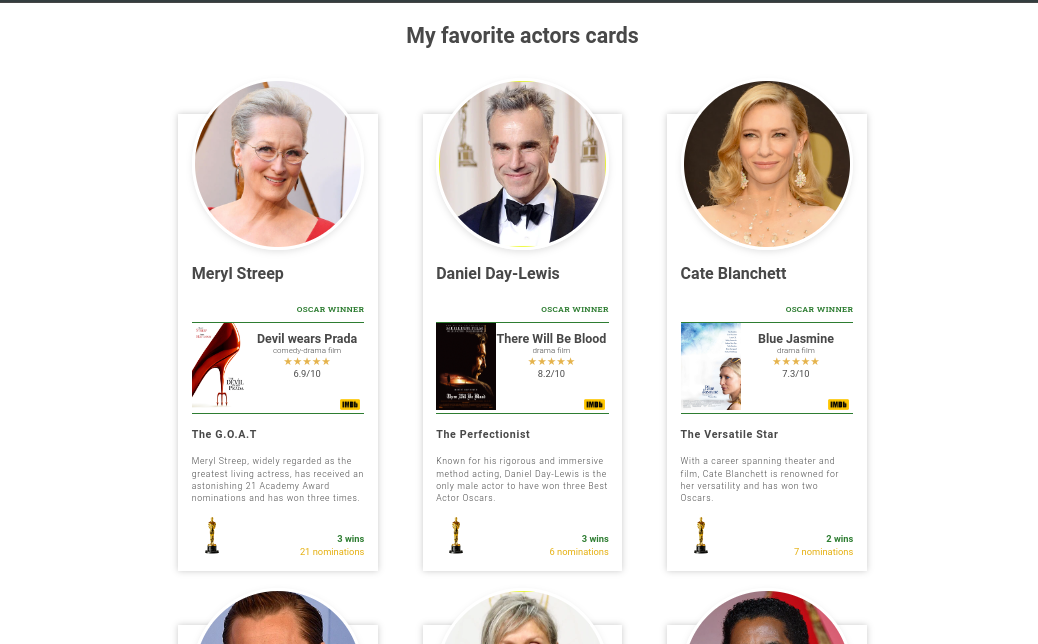 My favorite actors cards
Meryl Streep
OSCAR WINNER
Devil wears Prada
comedy-drama film
★★★★★
6.9/10
IMDb
The G.O.A.T
Meryl Streep, widely regarded as the
greatest living actress, has received an
astonishing 21 Academy Award
nominations and has won three times.
3 wins
21 nominations
Daniel Day-Lewis
OSCAR WINNER
There Will Be Blood
There Will Be Blood
drama film
★★★★★
8.2/10
IMDb
The Perfectionist
Known for his rigorous and immersive
method acting, Daniel Day-Lewis is the
only male actor to have won three Best
Actor Oscars.
3 wins
6 nominations
Cate Blanchett
OSCAR WINNER
Blue Jasmine
Blue Jasmine
drama film
★★★★★
7.3/10
IMDb
The Versatile Star
With a career spanning theater and
film, Cate Blanchett is renowned for
her versatility and has won two
Oscars.
2 wins
7 nominations